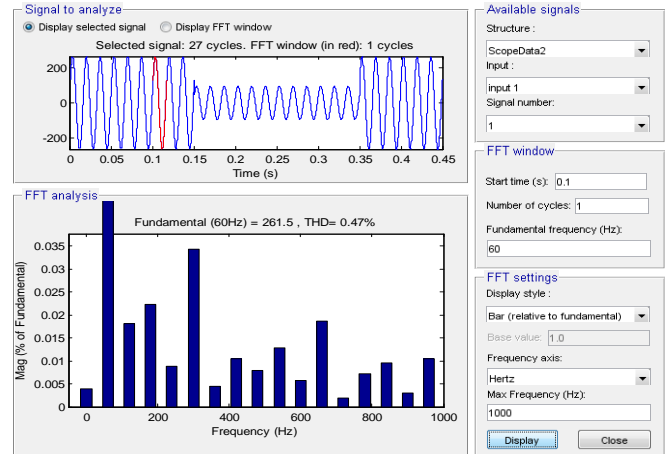 Signal to analyze
Display selected signal Display FFT window
Selected signal: 27 cycles. FFT window (in red): 1 cycles
200
0
-200
0 0.05 0.1 0.15 0.2 0.25 0.3 0.35 0.4 0.45
Time (s)
FFT analysis
Fundamental (60Hz) = 261.5 , THD= 0.47%
0.035
0.03
0.025
0.02
0.015
0.01
0.005
0
Mag (% of Fundamental)
0 200 400 600 800 1000
Frequency (Hz)
Available signals
Structure :
ScopeData2
Input :
input 1
Signal number:
1
FFT window
Start time (s): 0.1
Number of cycles: 1
Fundamental frequency (Hz):
60
FFT settings
Display style :
Bar (relative to fundamental)
Base value: 1.0
Frequency axis:
Hertz
Max Frequency (Hz):
1000
Display Close